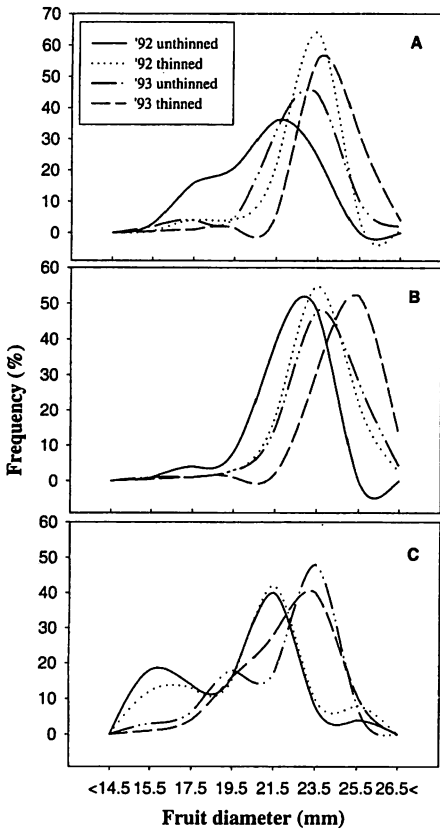 70
60
50
40
30
20
10
0
'92 unthinned
'92 thinned
'93 unthinned
'93 thinned
A
60
50
40
30
20
10
0
B
60
50
40
30
20
10
0
C
Frequency (%)
<14.5 15.5 17.5 19.5 21.5 23.5 25.5 26.5<
Fruit diameter (mm)